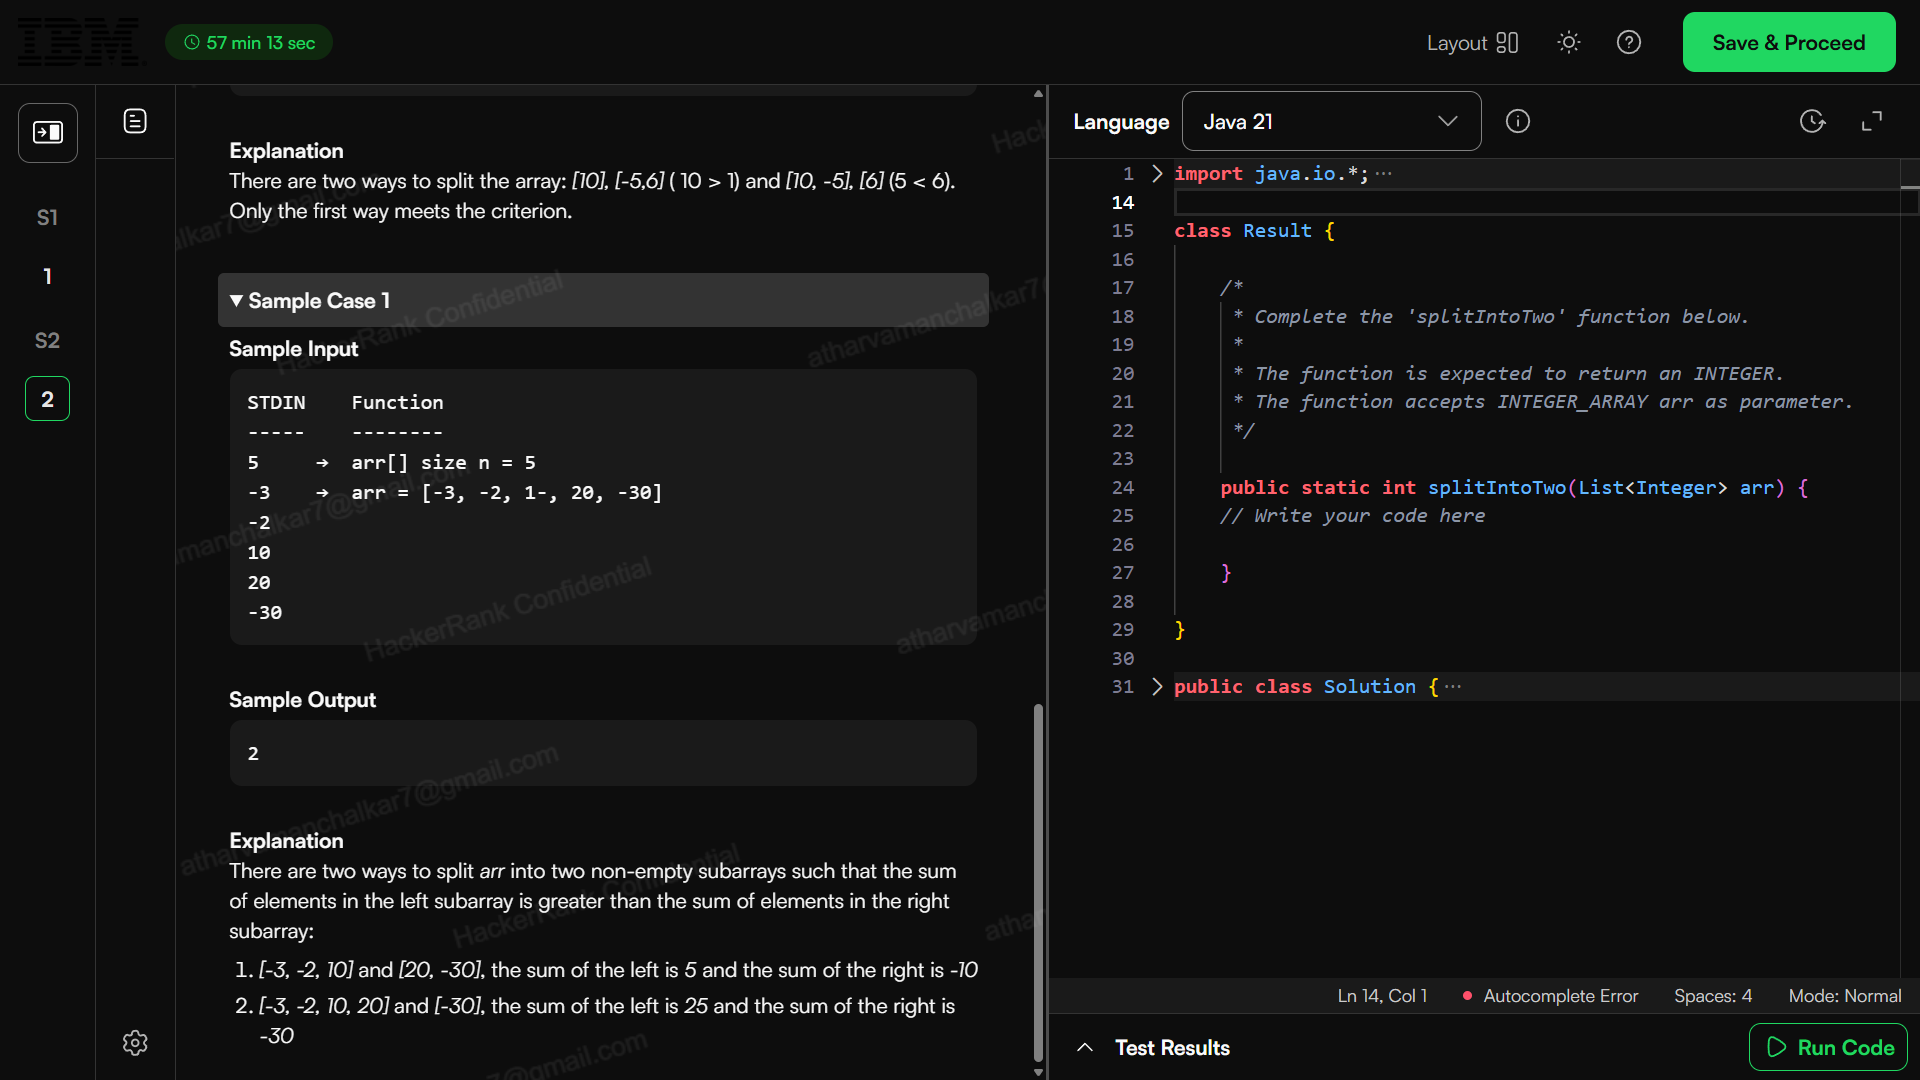 IBM
57 min 13 sec
Layout
Save & Proceed
S1
1
S2
2
Explanation
There are two ways to split the array: [10], [-5,6] ( 10 > 1) and [10, -5], [6] (5 < 6).
Only the first way meets the criterion.
▼ Sample Case 1
Sample Input
STDIN    Function
-----    --------
5     →  arr[] size n = 5
-3    →  arr = [-3, -2, 1-, 20, -30]
-2
10
20
-30
Sample Output
2
Explanation
There are two ways to split arr into two non-empty subarrays such that the sum
of elements in the left subarray is greater than the sum of elements in the right
subarray:
1. [-3, -2, 10] and [20, -30], the sum of the left is 5 and the sum of the right is -10
2. [-3, -2, 10, 20] and [-30], the sum of the left is 25 and the sum of the right is
-30
HackerRank Confidential
HackerRank Confidential
HackerRank Confidential
Language
Java 21
1 import java.io.*; ···
14
15 class Result {
16
17     /*
18      * Complete the 'splitIntoTwo' function below.
19      *
20      * The function is expected to return an INTEGER.
21      * The function accepts INTEGER_ARRAY arr as parameter.
22      */
23
24     public static int splitIntoTwo(List<Integer> arr) {
25     // Write your code here
26
27     }
28
29 }
30
31 public class Solution { ···
Ln 14, Col 1
Autocomplete Error
Spaces: 4
Mode: Normal
Test Results
Run Code